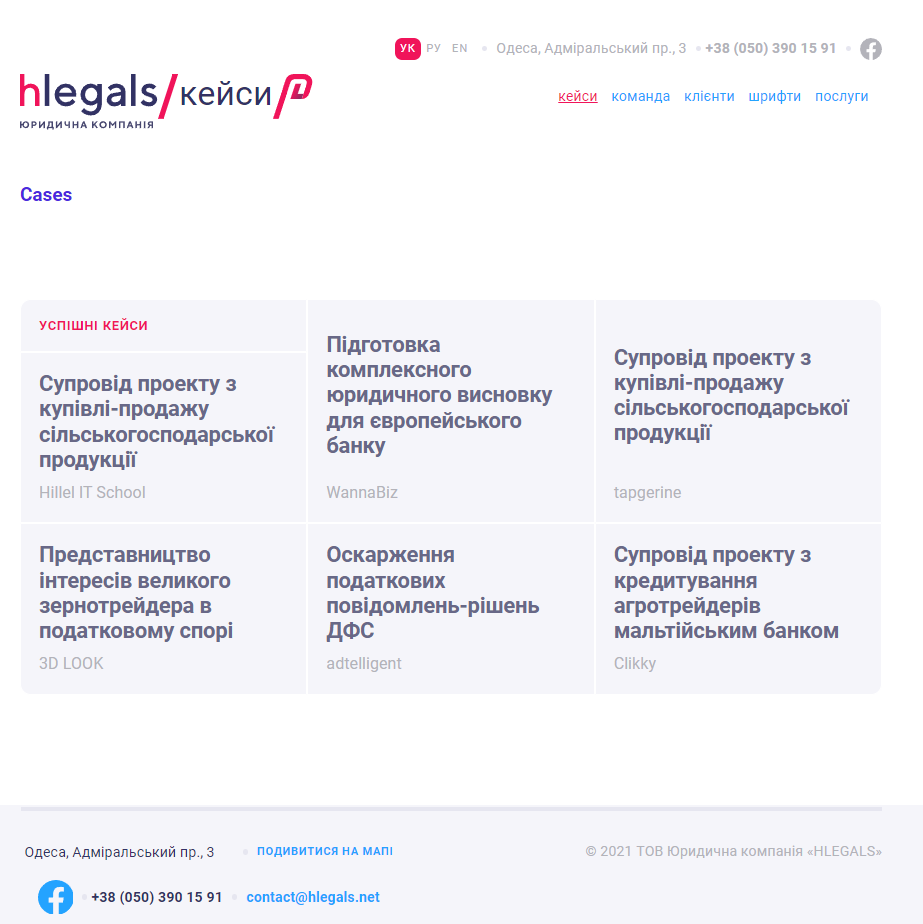 УК РУ EN Одеса, Адміральський пр., 3 +38 (050) 390 15 91
hlegals/кейси
ЮРИДИЧНА КОМПАНІЯ
кейси команда клієнти шрифти послуги
Cases
УСПІШНІ КЕЙСИ
Супровід проекту з
купівлі-продажу
сільськогосподарської
продукції
Hillel IT School
Підготовка
комплексного
юридичного висновку
для європейського
банку
WannaBiz
Супровід проекту з
купівлі-продажу
сільськогосподарської
продукції
tapgerine
Представництво
інтересів великого
зернотрейдера в
податковому спорі
3D LOOK
Оскарження
податкових
повідомлень-рішень
ДФС
adtelligent
Супровід проекту з
кредитування
агротрейдерів
мальтійським банком
Clikky
Одеса, Адміральський пр., 3 ПОДИВИТИСЯ НА МАПІ
© 2021 ТОВ Юридична компанія «HLEGALS»
+38 (050) 390 15 91 contact@hlegals.net